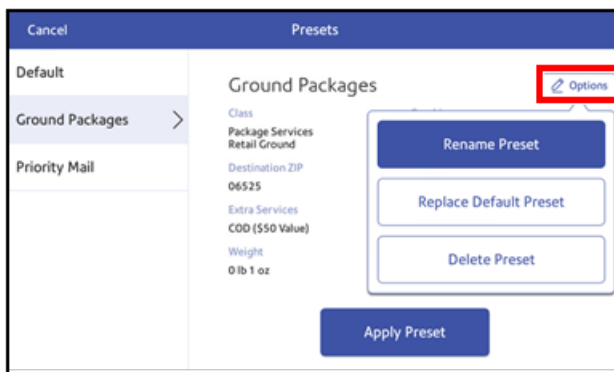 Cancel
Presets
Default
Ground Packages
Priority Mail
Ground Packages
Options
Class
Package Services
Retail Ground
Destination ZIP
06525
Extra Services
COD ($50 Value)
Weight
0 lb 1 oz
Rename Preset
Replace Default Preset
Delete Preset
Apply Preset